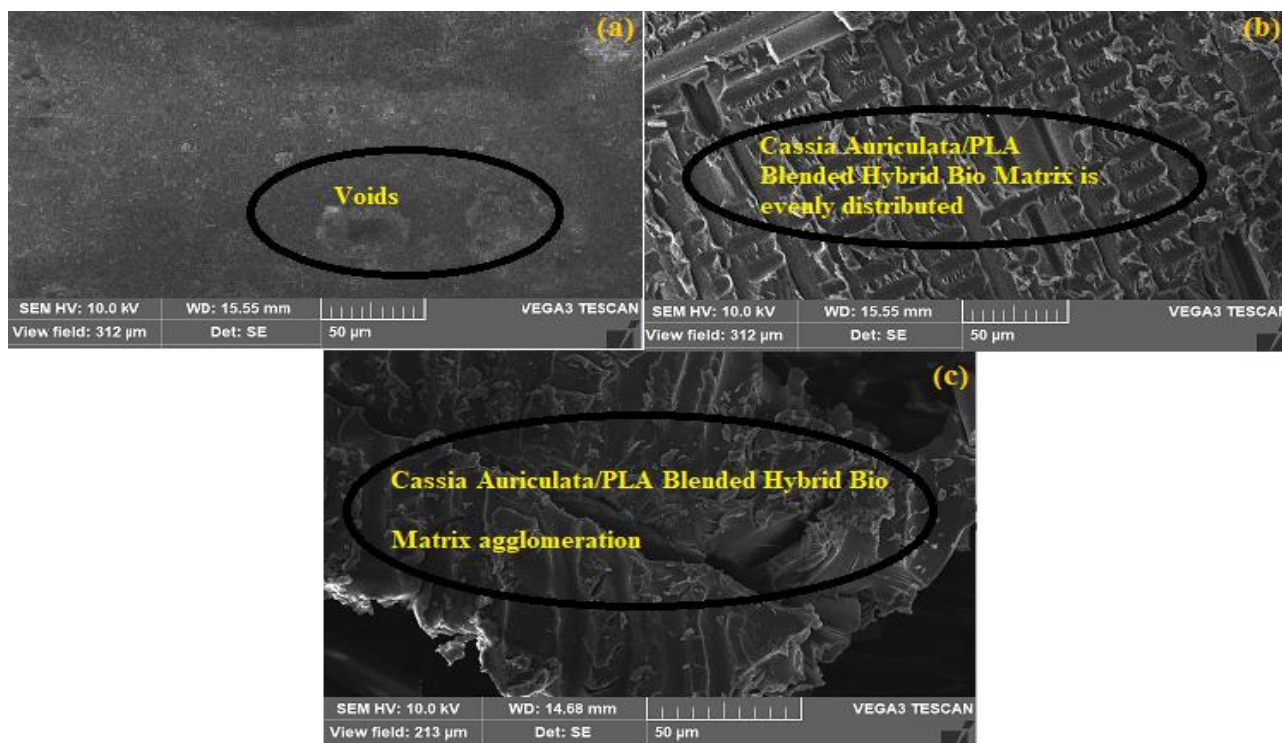 (a)
Voids
SEM HV: 10.0 kV WD: 15.55 mm VEGA3 TESCAN
View field: 312 µm Det: SE 50 µm
(b)
Cassia Auriculata/PLA
Blended Hybrid Bio Matrix is
evenly distributed
SEM HV: 10.0 kV WD: 15.55 mm VEGA3 TESCAN
View field: 312 µm Det: SE 50 µm
(c)
Cassia Auriculata/PLA Blended Hybrid Bio
Matrix agglomeration
SEM HV: 10.0 kV WD: 14.68 mm VEGA3 TESCAN
View field: 213 µm Det: SE 50 µm